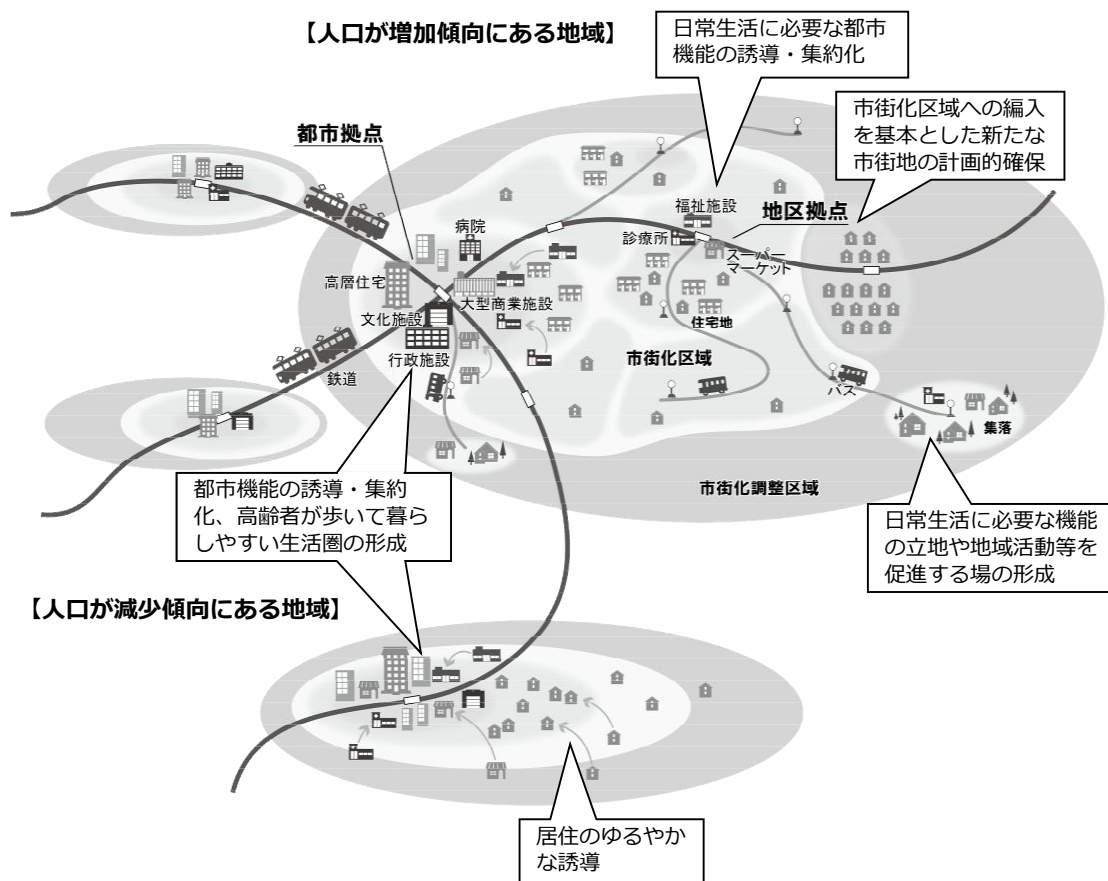 【人口が増加傾向にある地域】
日常生活に必要な都市
機能の誘導・集約化
市街化区域への編入
を基本とした新たな
市街地の計画的確保
都市拠点
病院
福祉施設
地区拠点
診療所
スーパー
マーケット
高層住宅
大型商業施設
文化施設
住宅地
行政施設
市街化区域
鉄道
バス
集落
市街化調整区域
都市機能の誘導・集約
化、高齢者が歩いて暮ら
しやすい生活圏の形成
日常生活に必要な機能
の立地や地域活動等を
促進する場の形成
【人口が減少傾向にある地域】
居住のゆるやか
な誘導